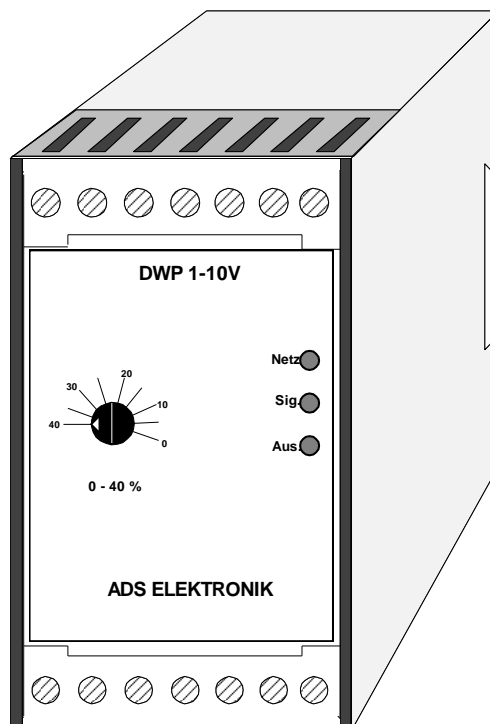 DWP 1-10V
Netz
20
30
Sig.
10
40
Aus.
0
0 - 40 %
ADS ELEKTRONIK